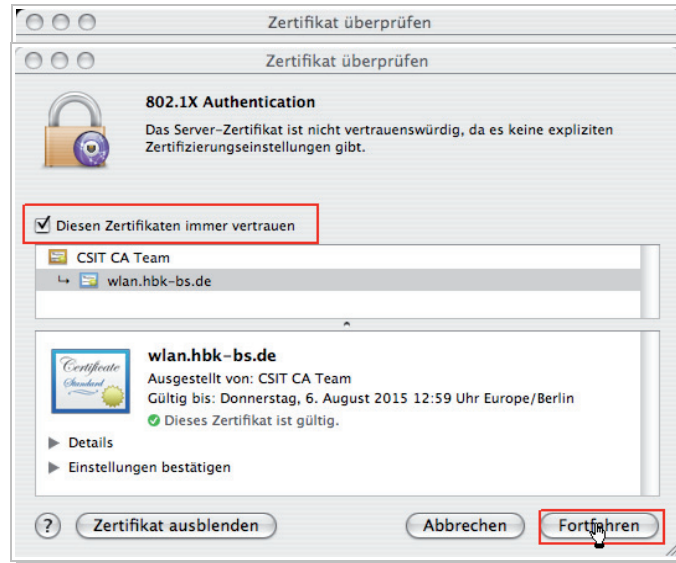 Zertifikat überprüfen
Zertifikat überprüfen
802.1X Authentication
Das Server-Zertifikat ist nicht vertrauenswürdig, da es keine expliziten
Zertifizierungseinstellungen gibt.
Diesen Zertifikaten immer vertrauen
CSIT CA Team
wlan.hbk-bs.de
Certificate
Standard
wlan.hbk-bs.de
Ausgestellt von: CSIT CA Team
Gültig bis: Donnerstag, 6. August 2015 12:59 Uhr Europe/Berlin
Dieses Zertifikat ist gültig.
Details
Einstellungen bestätigen
? Zertifikat ausblenden Abbrechen Fortfahren